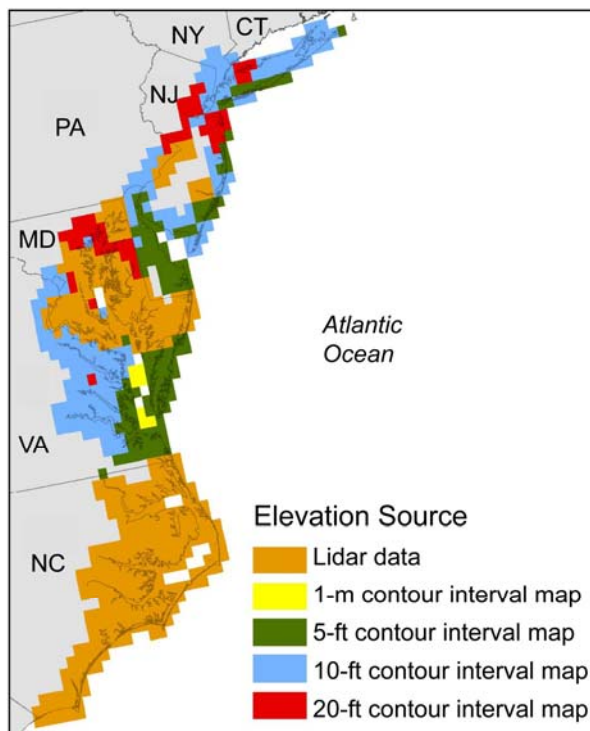 NY
CT
NJ
PA
MD
Atlantic
Ocean
VA
NC
Elevation Source
Lidar data
1-m contour interval map
5-ft contour interval map
10-ft contour interval map
20-ft contour interval map